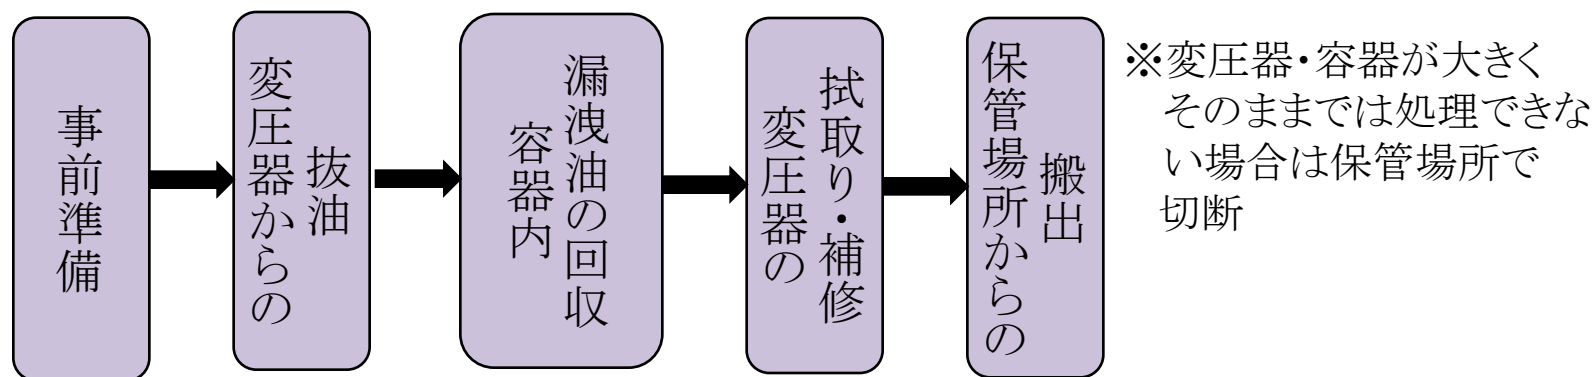 事前準備
変圧器からの
抜油
容器内
漏洩油の回収
変圧器の
拭取り・補修
保管場所からの
搬出
※変圧器・容器が大きく
そのままでは処理できな
い場合は保管場所で
切断